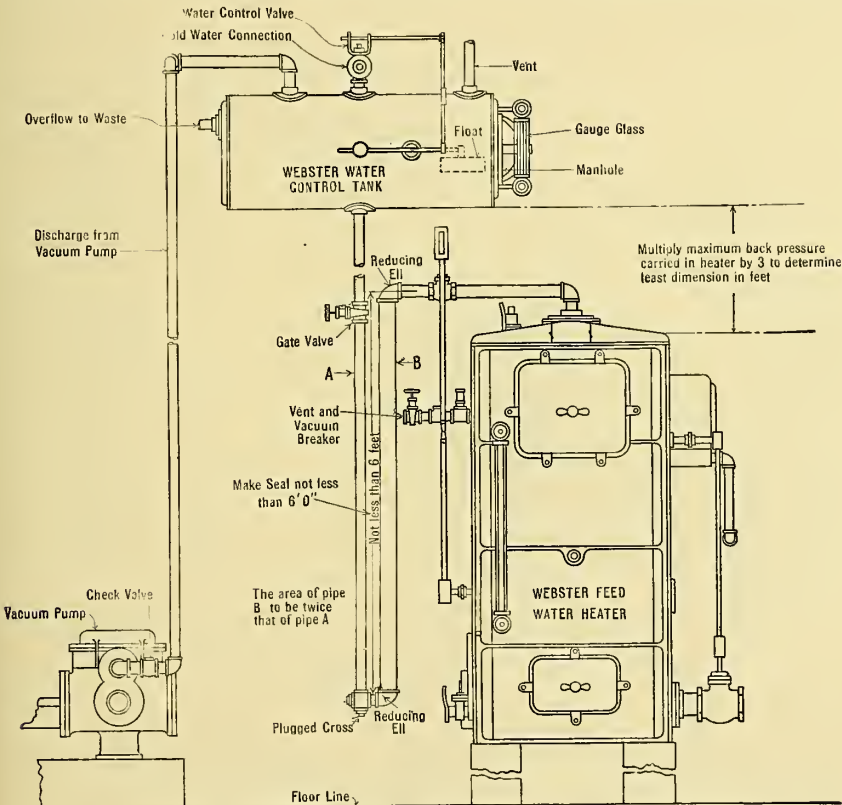 Water Control Valve
old Water Connection
Vent
Overflow to Waste
Float
Gauge Glass
WEBSTER WATER
CONTROL TANK
Manhole
Discharge from
Vacuum Pump
Reducing
Ell
Multiply maximum back pressure
carried in heater by 3 to determine
least dimension in feet
Gate Valve
A
B
Vent and
Vacuum
Breaker
Not less than 6 feet
Make Seal not less
than 6'0"
Check Valve
Vacuum Pump
The area of pipe
B to be twice
that of pipe A
WEBSTER FEED
WATER HEATER
Plugged Cross
Reducing
Ell
Floor Line